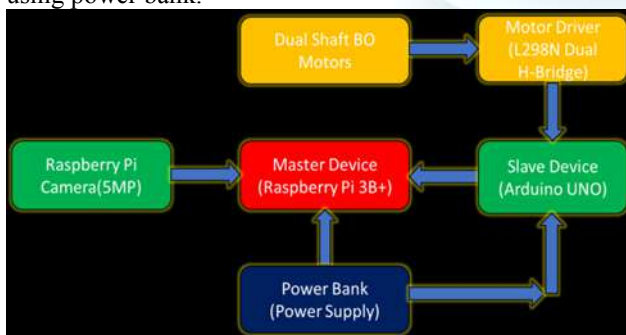 using power bank.
Dual Shaft BO
Motors
Motor Driver
(L298N Dual
H-Bridge)
Raspberry Pi
Camera(5MP)
Master Device
(Raspberry Pi 3B+)
Slave Device
(Arduino UNO)
Power Bank
(Power Supply)